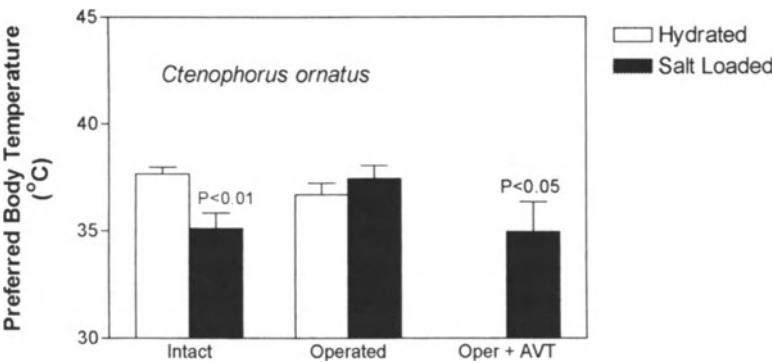 45
Hydrated
Salt Loaded
Ctenophorus ornatus
40
P<0.01
P<0.05
35
30
Intact
Operated
Oper + AVT
Preferred Body Temperature
(°C)